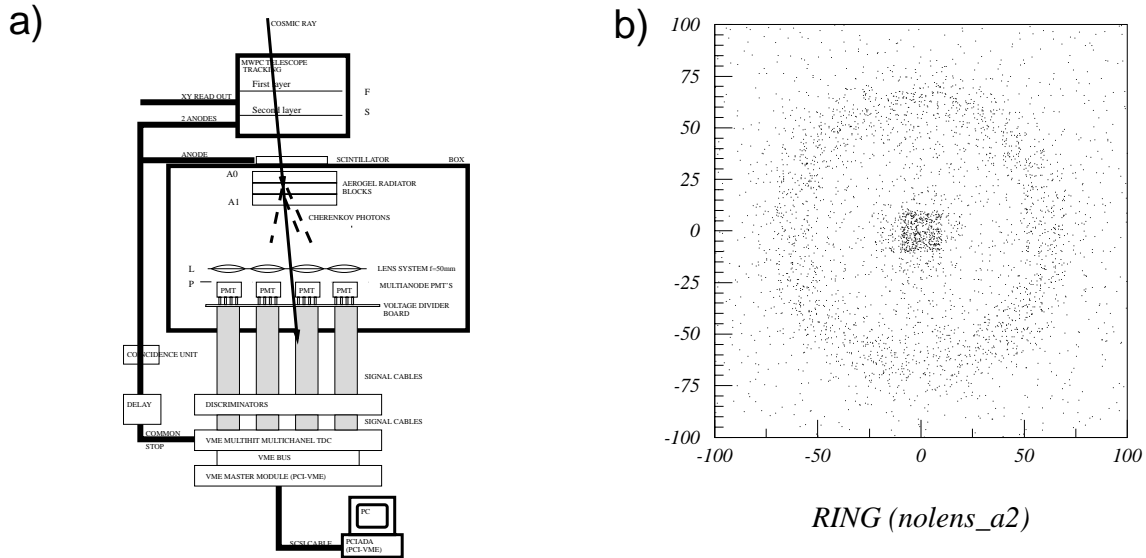 a)
COSMIC RAY
MWPC TELESCOPE
TRACKING
First layer
F
XY READ OUT
Second layer
S
2 ANODES
ANODE
SCINTILLATOR
BOX
A0
AEROGEL RADIATOR
BLOCKS
A1
CHERENKOV PHOTONS
L
LENS SYSTEM f=50mm
P
MULTIANODE PMT'S
PMT
PMT
PMT
PMT
VOLTAGE DIVIDER
BOARD
COINCIDENCE UNIT
SIGNAL CABLES
DELAY
DISCRIMINATORS
SIGNAL CABLES
COMMON
STOP
VME MULTIHIT MULTICHANEL TDC
VME BUS
VME MASTER MODULE (PCI-VME)
PC
SCSI CABLE
PCIADA
(PCI-VME)
b)
100
75
50
25
0
-25
-50
-75
-100
-100
-50
0
50
100
RING (nolens_a2)